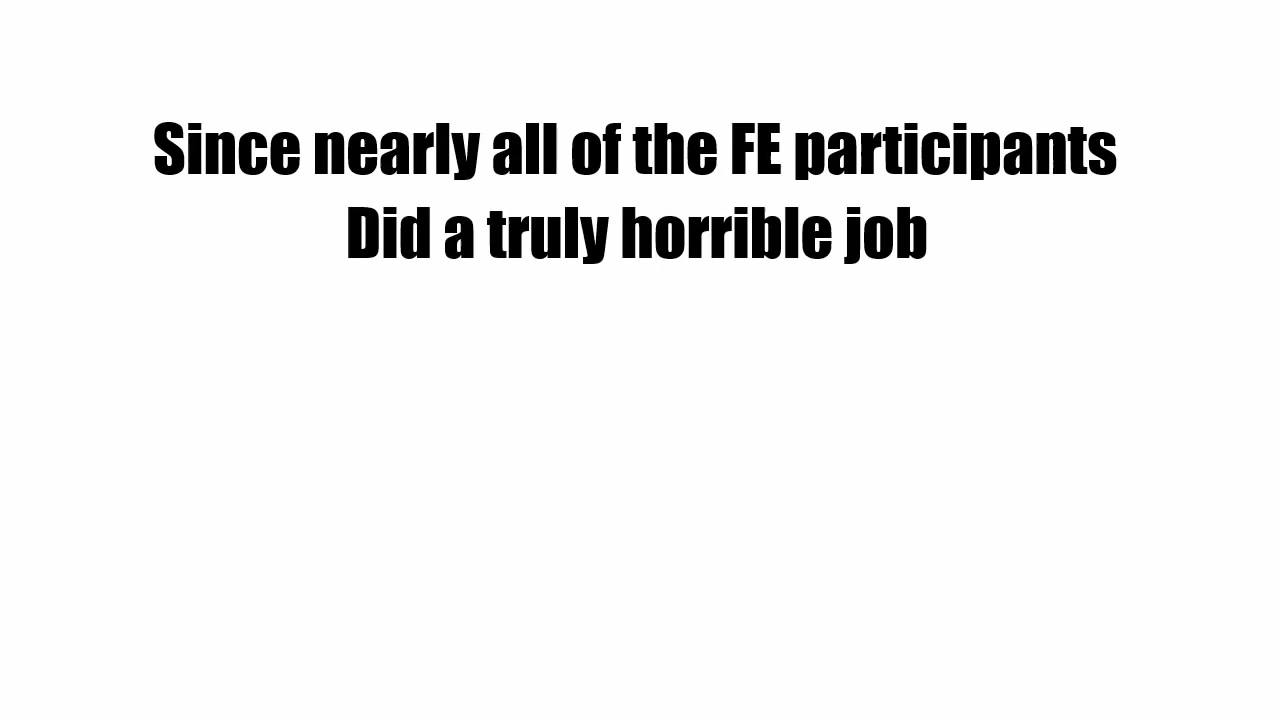 Since nearly all of the FE participants
Did a truly horrible job